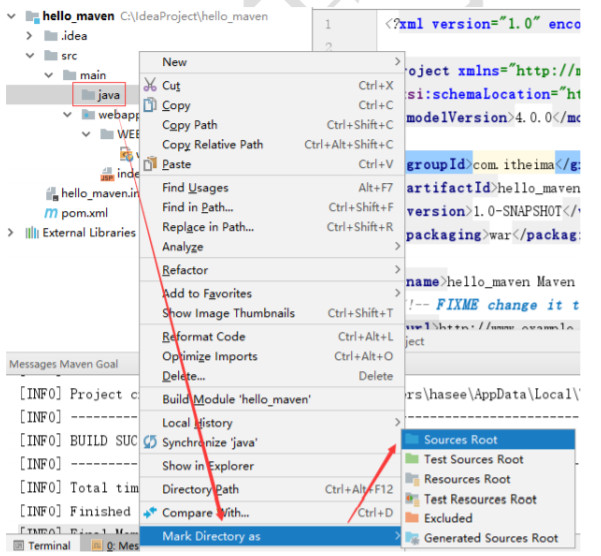 hello_maven C:\IdeaProject\hello_maven
.idea
src
main
java
webapp
WEB
inde
hello_maven.im
pom.xml
External Libraries
1
2
<?xml version="1.0" enco
roject xmlns="http://m
si:schemaLocation="ht
modelVersion>4.0.0</mo
groupId>com.itheima</g
artifactId>hello_maven
version>1.0-SNAPSHOT</
packaging>war</packag
name>hello_maven Maven
!-- FIXME change it t
url>http://www.example
ject
New
Cut Ctrl+X
Copy Ctrl+C
Copy Path Ctrl+Shift+C
Copy Relative Path Ctrl+Alt+Shift+C
Paste Ctrl+V
Find Usages Alt+F7
Find in Path... Ctrl+Shift+F
Replace in Path... Ctrl+Shift+R
Analyze
Refactor
Add to Favorites
Show Image Thumbnails Ctrl+Shift+T
Reformat Code Ctrl+Alt+L
Optimize Imports Ctrl+Alt+O
Delete... Delete
Build Module 'hello_maven'
Local History
Synchronize 'java'
Show in Explorer
Directory Path Ctrl+Alt+F12
Compare With... Ctrl+D
Mark Directory as
Sources Root
Test Sources Root
Resources Root
Test Resources Root
Excluded
Generated Sources Root
Messages Maven Goal
[INFO] Project c
rs\hasee\AppData\Local\
[INFO] ----------
[INFO] BUILD SUC
[INFO] ----------
[INFO] Total tim
[INFO] ----------
[INFO] Finished
Terminal 0: Mes